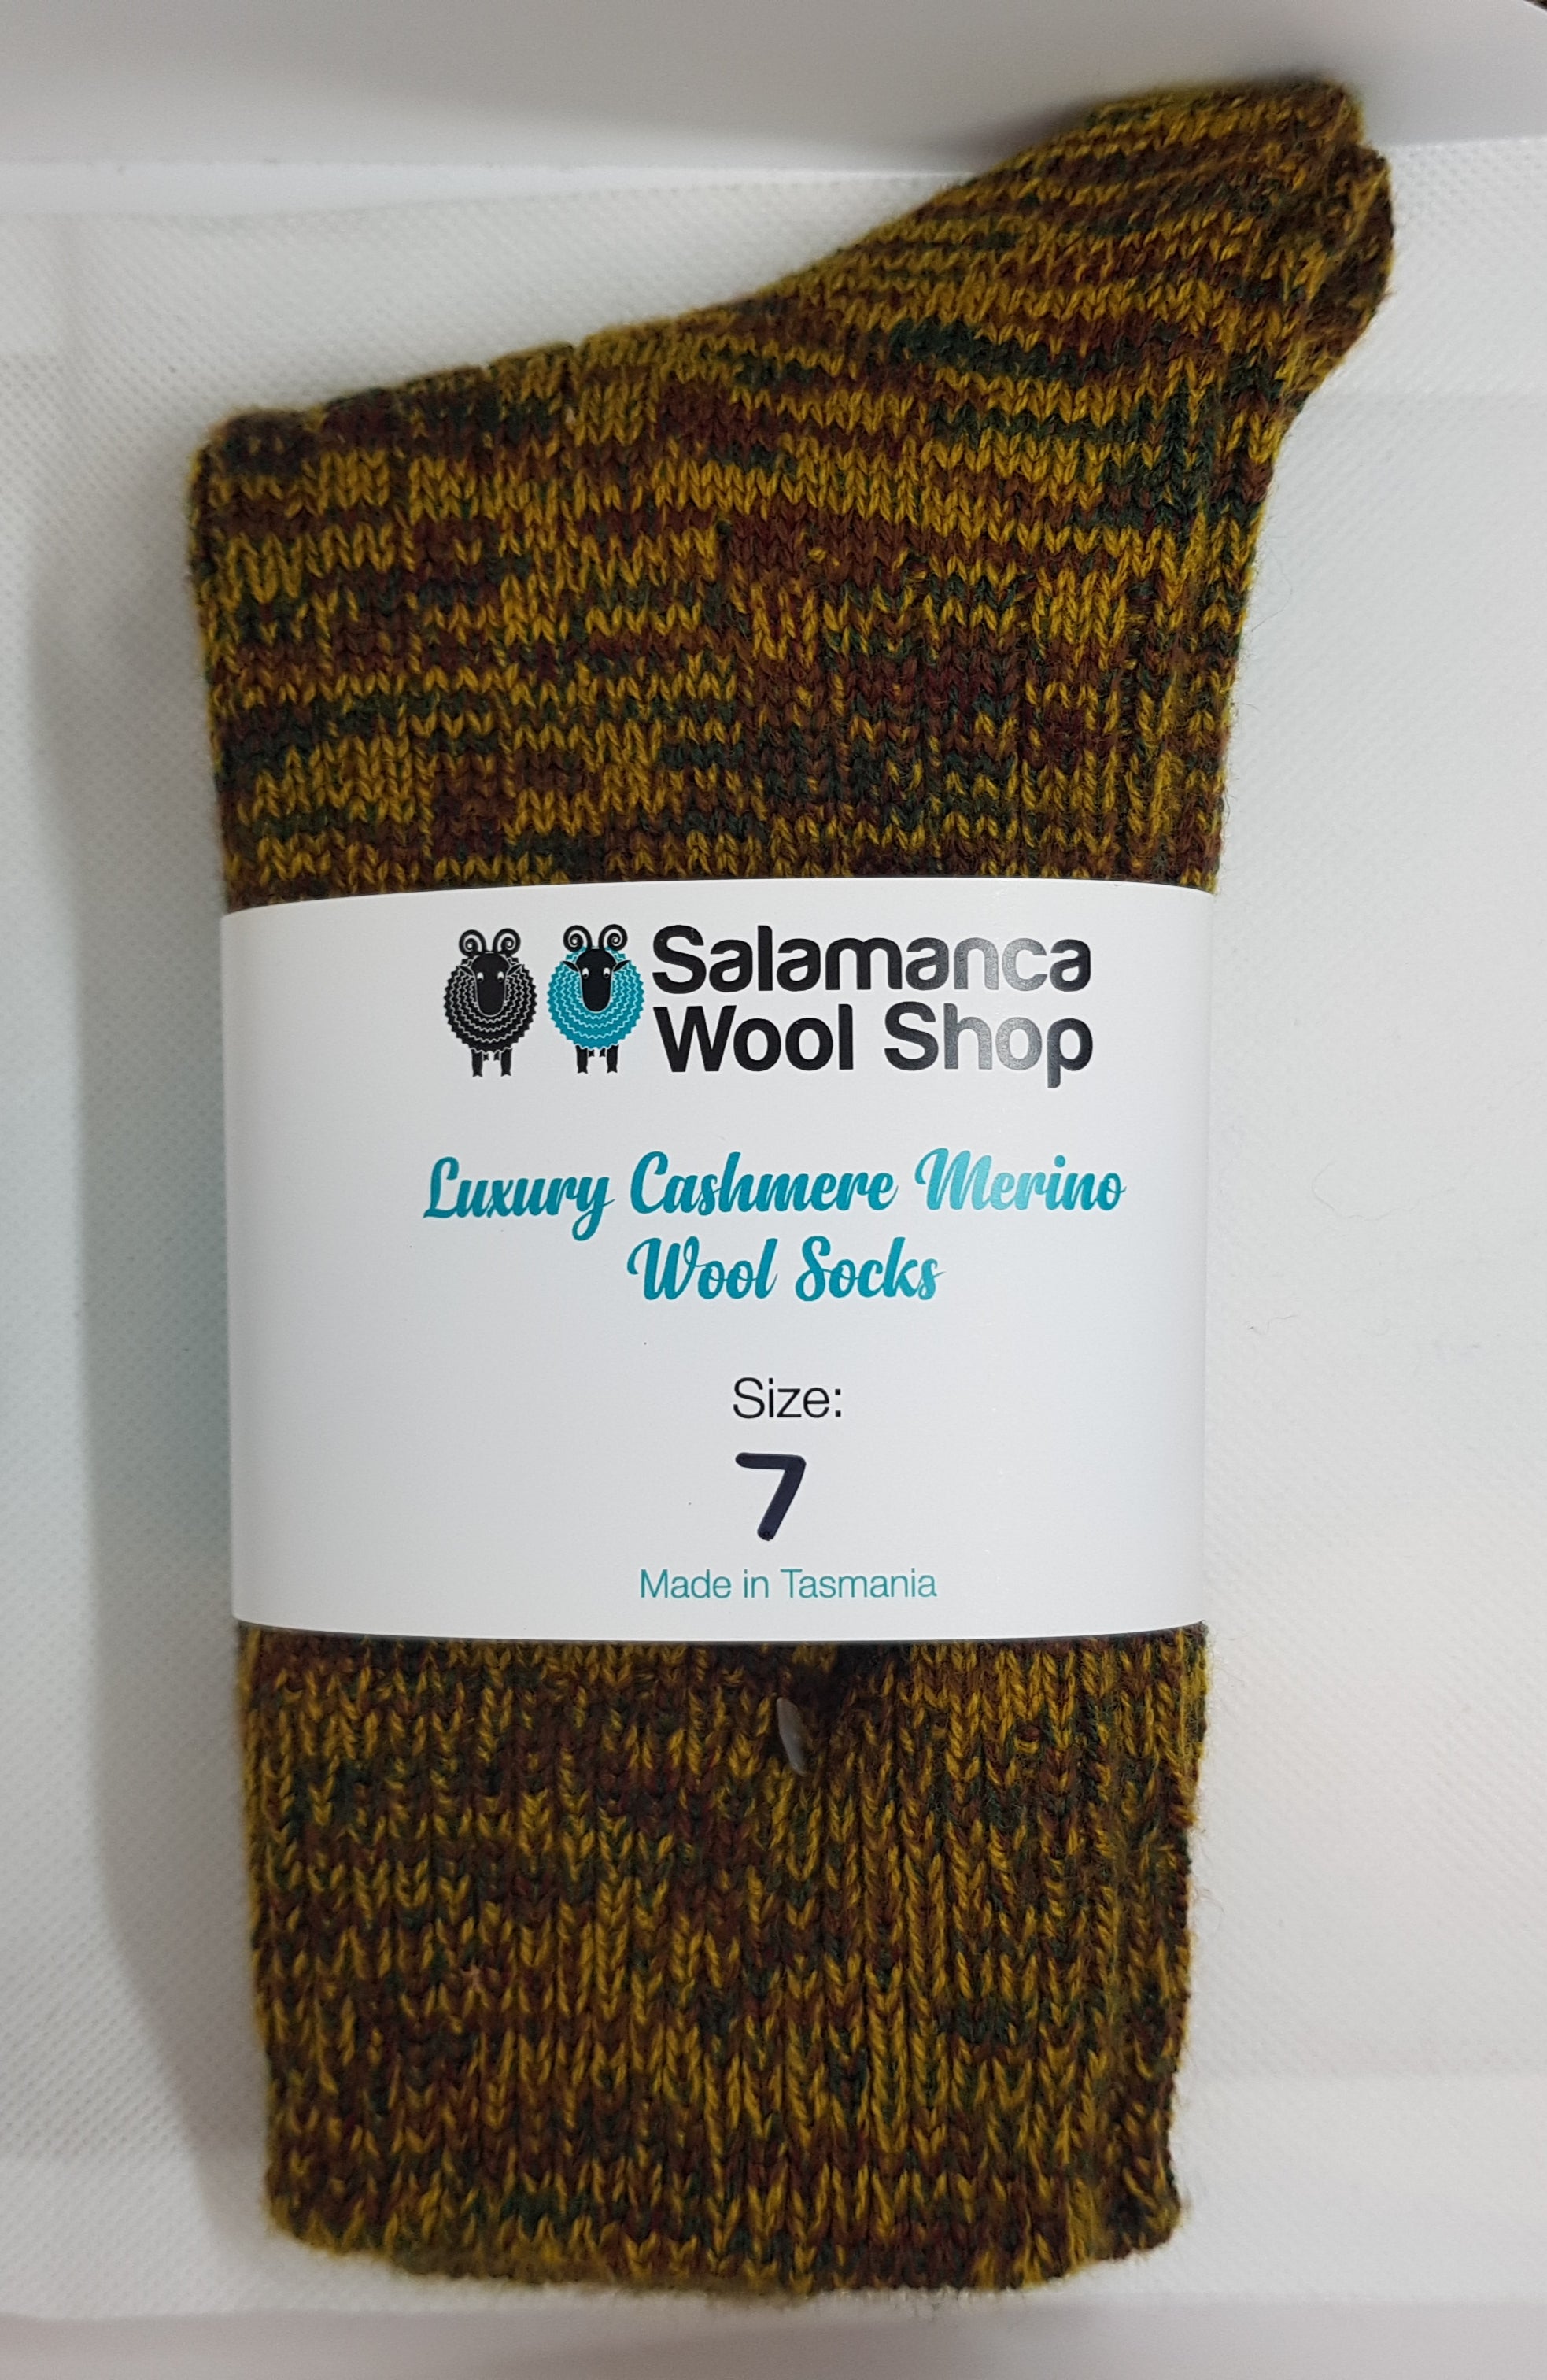 Salamanca
Wool Shop
Luxury Cashmere Merino
Wool Socks
Size:
7
Made in Tasmania